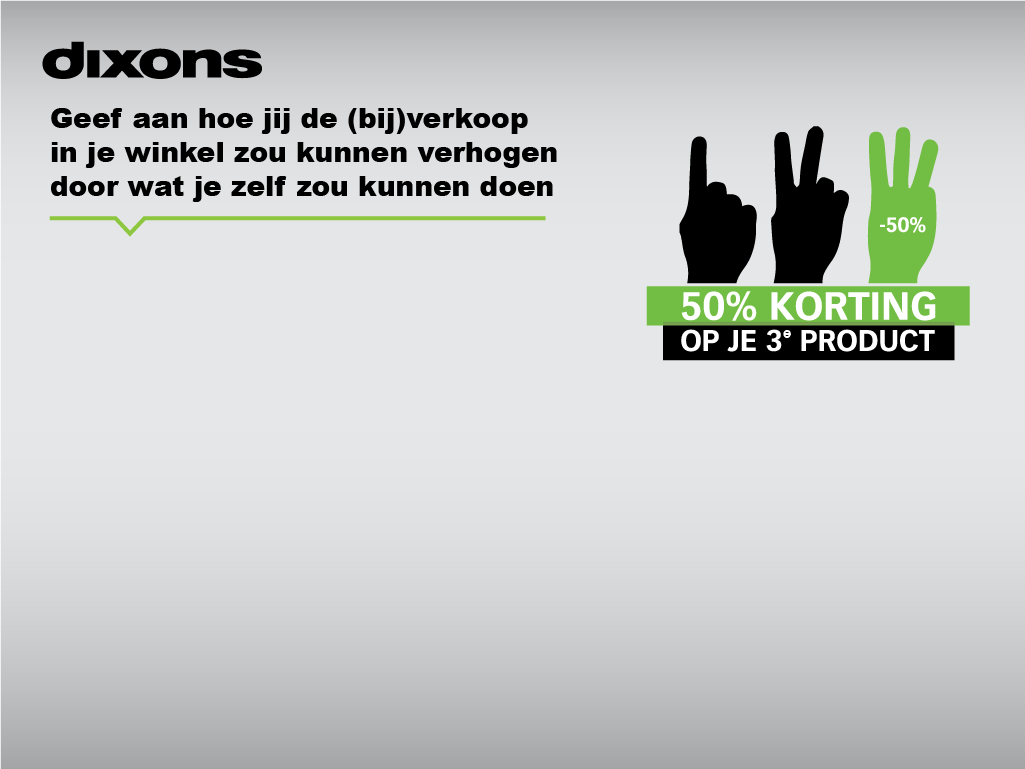 dixons
Geef aan hoe jij de (bij)verkoop
in je winkel zou kunnen verhogen
door wat je zelf zou kunnen doen
-50%
50% KORTING
OP JE 3e PRODUCT